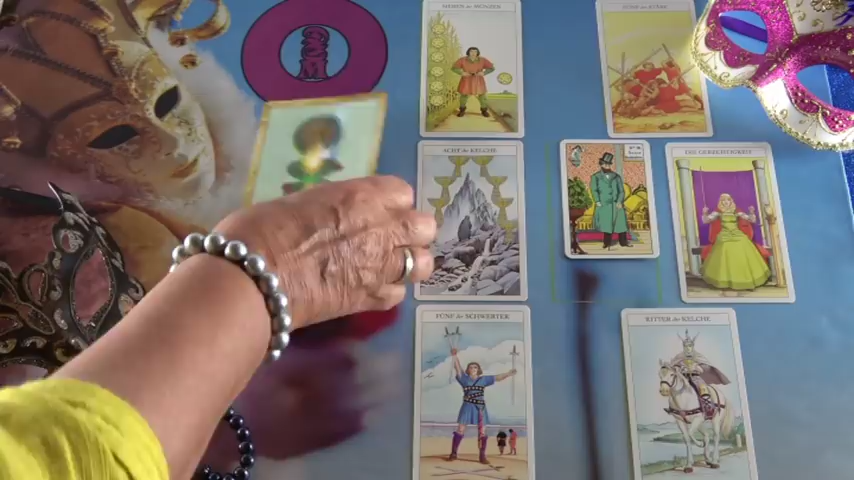 SIEBEN der MÜNZEN
FÜNF der STÄBE
ACHT der KELCHE
DIE GERECHTIGKEIT
FÜNF der SCHWERTER
RITTER der KELCHE